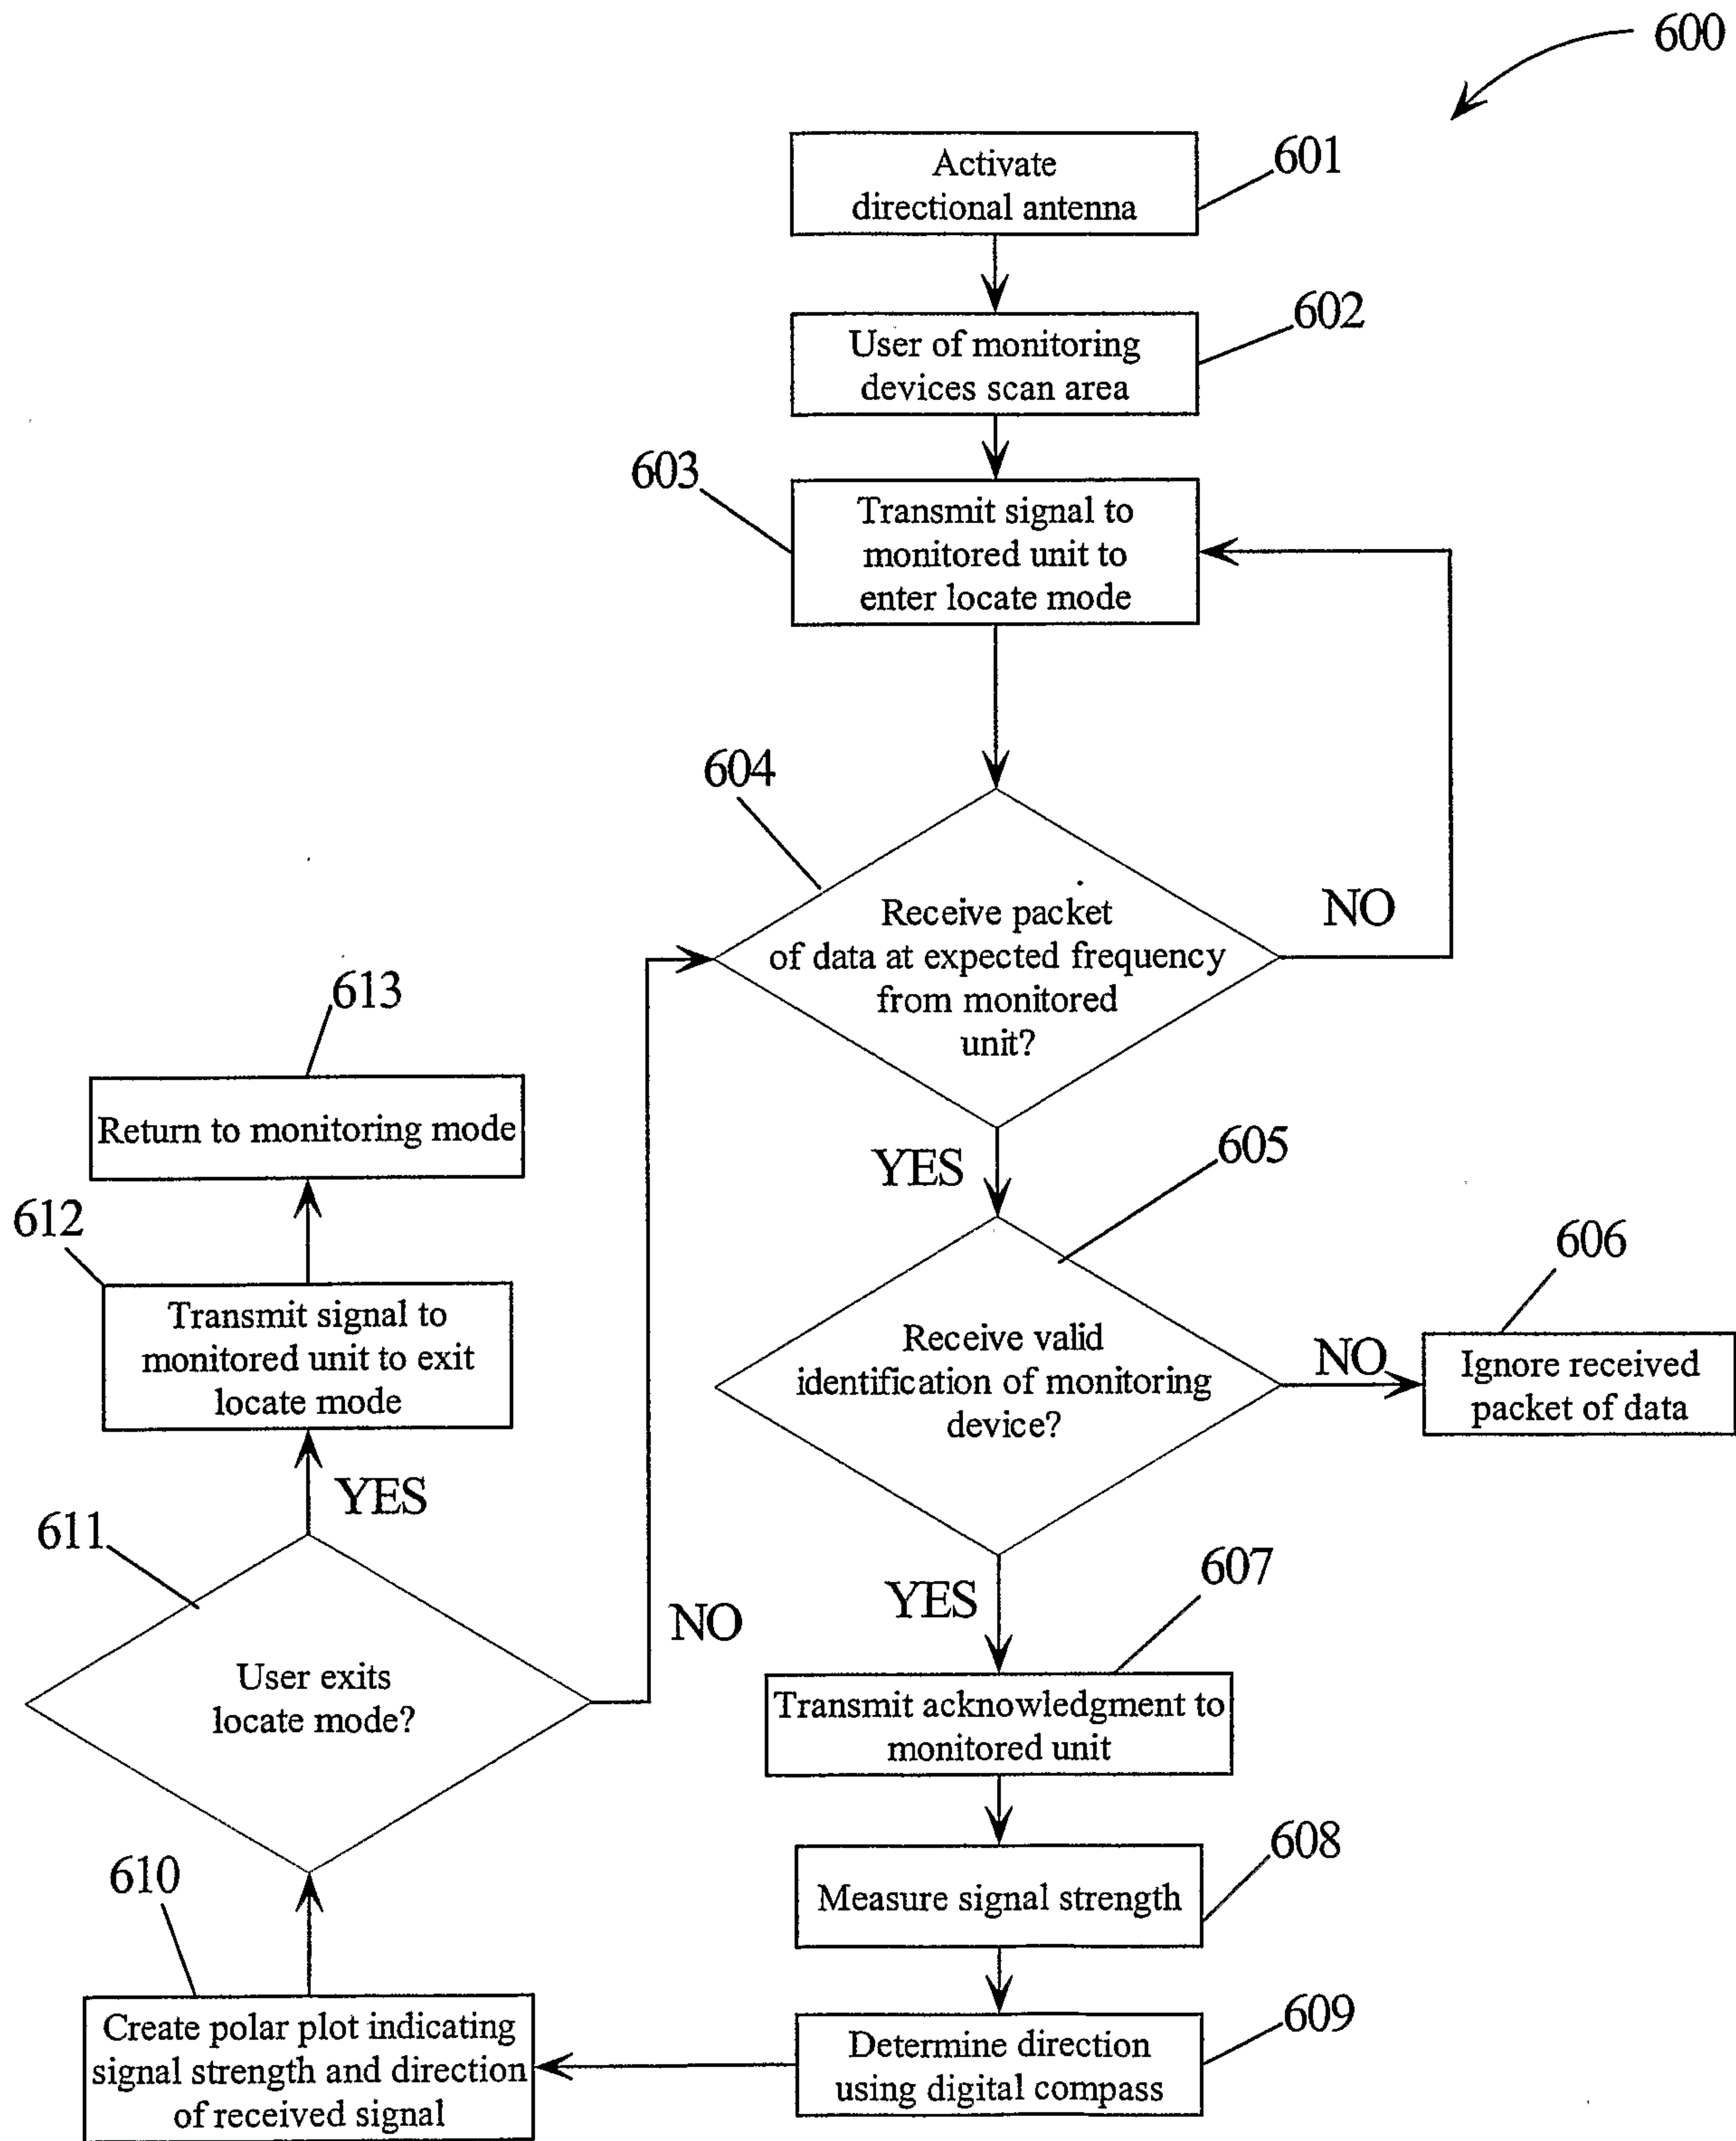 600
601
Activate
directional antenna
602
User of monitoring
devices scan area
603
Transmit signal to
monitored unit to
enter locate mode
604
Receive packet
of data at expected frequency
from monitored
unit?
NO
YES
605
Receive valid
identification of monitoring
device?
NO
606
Ignore received
packet of data
YES
607
Transmit acknowledgment to
monitored unit
608
Measure signal strength
609
Determine direction
using digital compass
610
Create polar plot indicating
signal strength and direction
of received signal
611
User exits
locate mode?
NO
YES
612
Transmit signal to
monitored unit to exit
locate mode
613
Return to monitoring mode